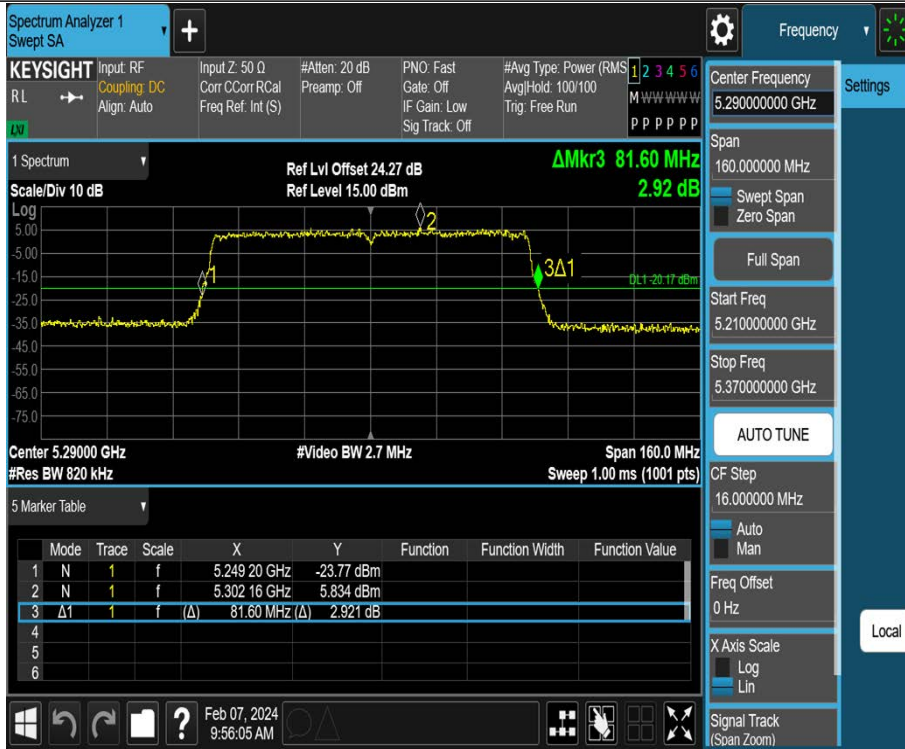 Spectrum Analyzer 1
Swept SA
+
Frequency
KEYSIGHT
RL
LXI
Input: RF
Coupling: DC
Align: Auto
Input Z: 50 Ω
Corr CCorr RCal
Freq Ref: Int (S)
#Atten: 20 dB
Preamp: Off
PNO: Fast
Gate: Off
IF Gain: Low
Sig Track: Off
#Avg Type: Power (RMS
Avg|Hold: 100/100
Trig: Free Run
1 2 3 4 5 6
M W W W W W
P P P P P P
1 Spectrum
Scale/Div 10 dB
Ref Lvl Offset 24.27 dB
Ref Level 15.00 dBm
ΔMkr3 81.60 MHz
2.92 dB
Log
5.00
-5.00
-15.0
-25.0
-35.0
-45.0
-55.0
-65.0
-75.0
1
2
3Δ1
DL1 -20.17 dBm
Center 5.29000 GHz
#Video BW 2.7 MHz
Span 160.0 MHz
#Res BW 820 kHz
Sweep 1.00 ms (1001 pts)
5 Marker Table
Mode Trace Scale X Y Function Function Width Function Value
1 N 1 f 5.249 20 GHz -23.77 dBm
2 N 1 f 5.302 16 GHz 5.834 dBm
3 Δ1 1 f (Δ) 81.60 MHz (Δ) 2.921 dB
4
5
6
?
Feb 07, 2024
9:56:05 AM
Center Frequency
5.290000000 GHz
Span
160.000000 MHz
Swept Span
Zero Span
Full Span
Start Freq
5.210000000 GHz
Stop Freq
5.370000000 GHz
AUTO TUNE
CF Step
16.000000 MHz
Auto
Man
Freq Offset
0 Hz
X Axis Scale
Log
Lin
Signal Track
(Span Zoom)
Settings
Local